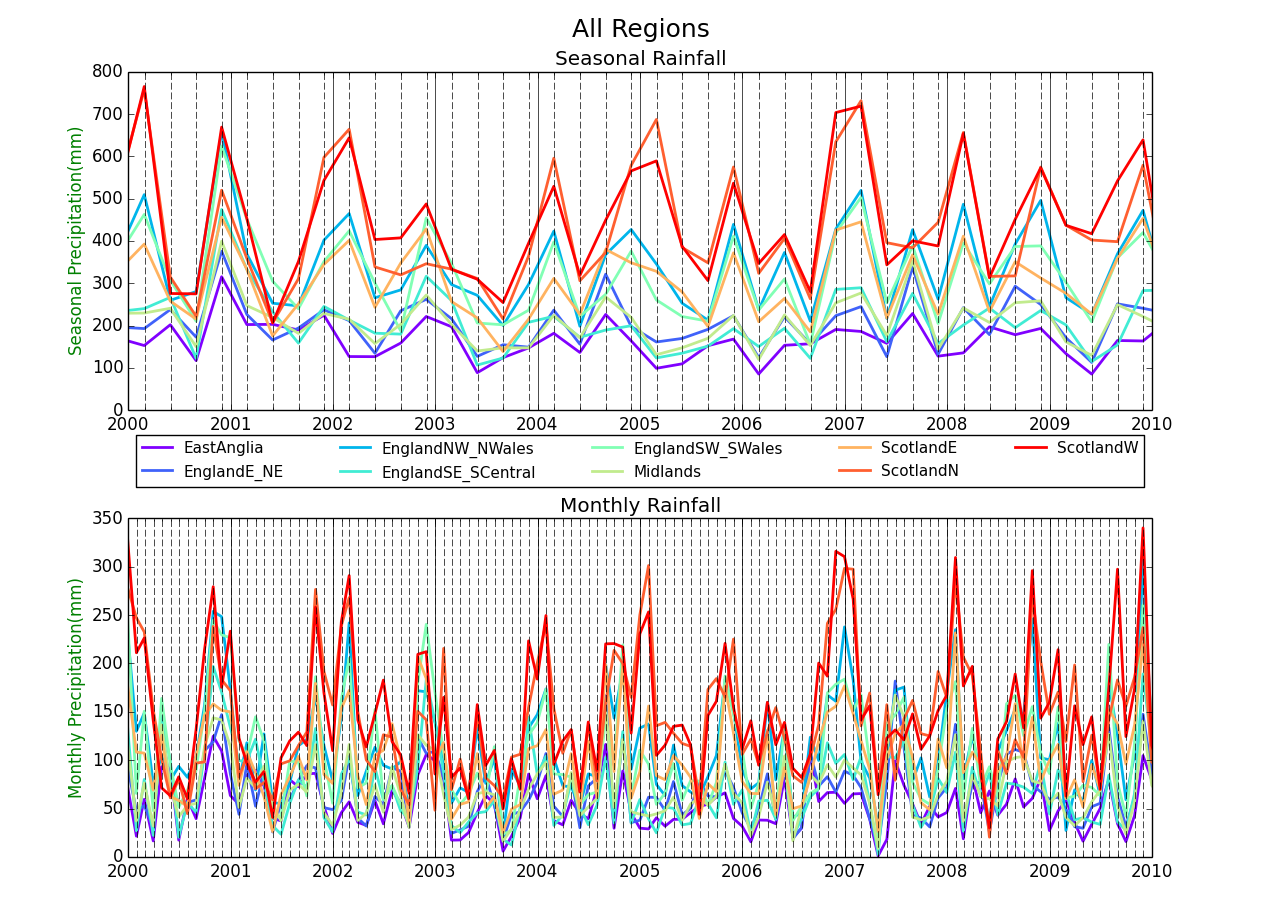 All Regions
Seasonal Rainfall
Seasonal Precipitation(mm)
800
700
600
500
400
300
200
100
0
2000 2001 2002 2003 2004 2005 2006 2007 2008 2009 2010
EastAnglia EnglandNW_NWales EnglandSW_SWales ScotlandE ScotlandW
EnglandE_NE EnglandSE_SCentral Midlands ScotlandN
Monthly Rainfall
Monthly Precipitation(mm)
350
300
250
200
150
100
50
0
2000 2001 2002 2003 2004 2005 2006 2007 2008 2009 2010